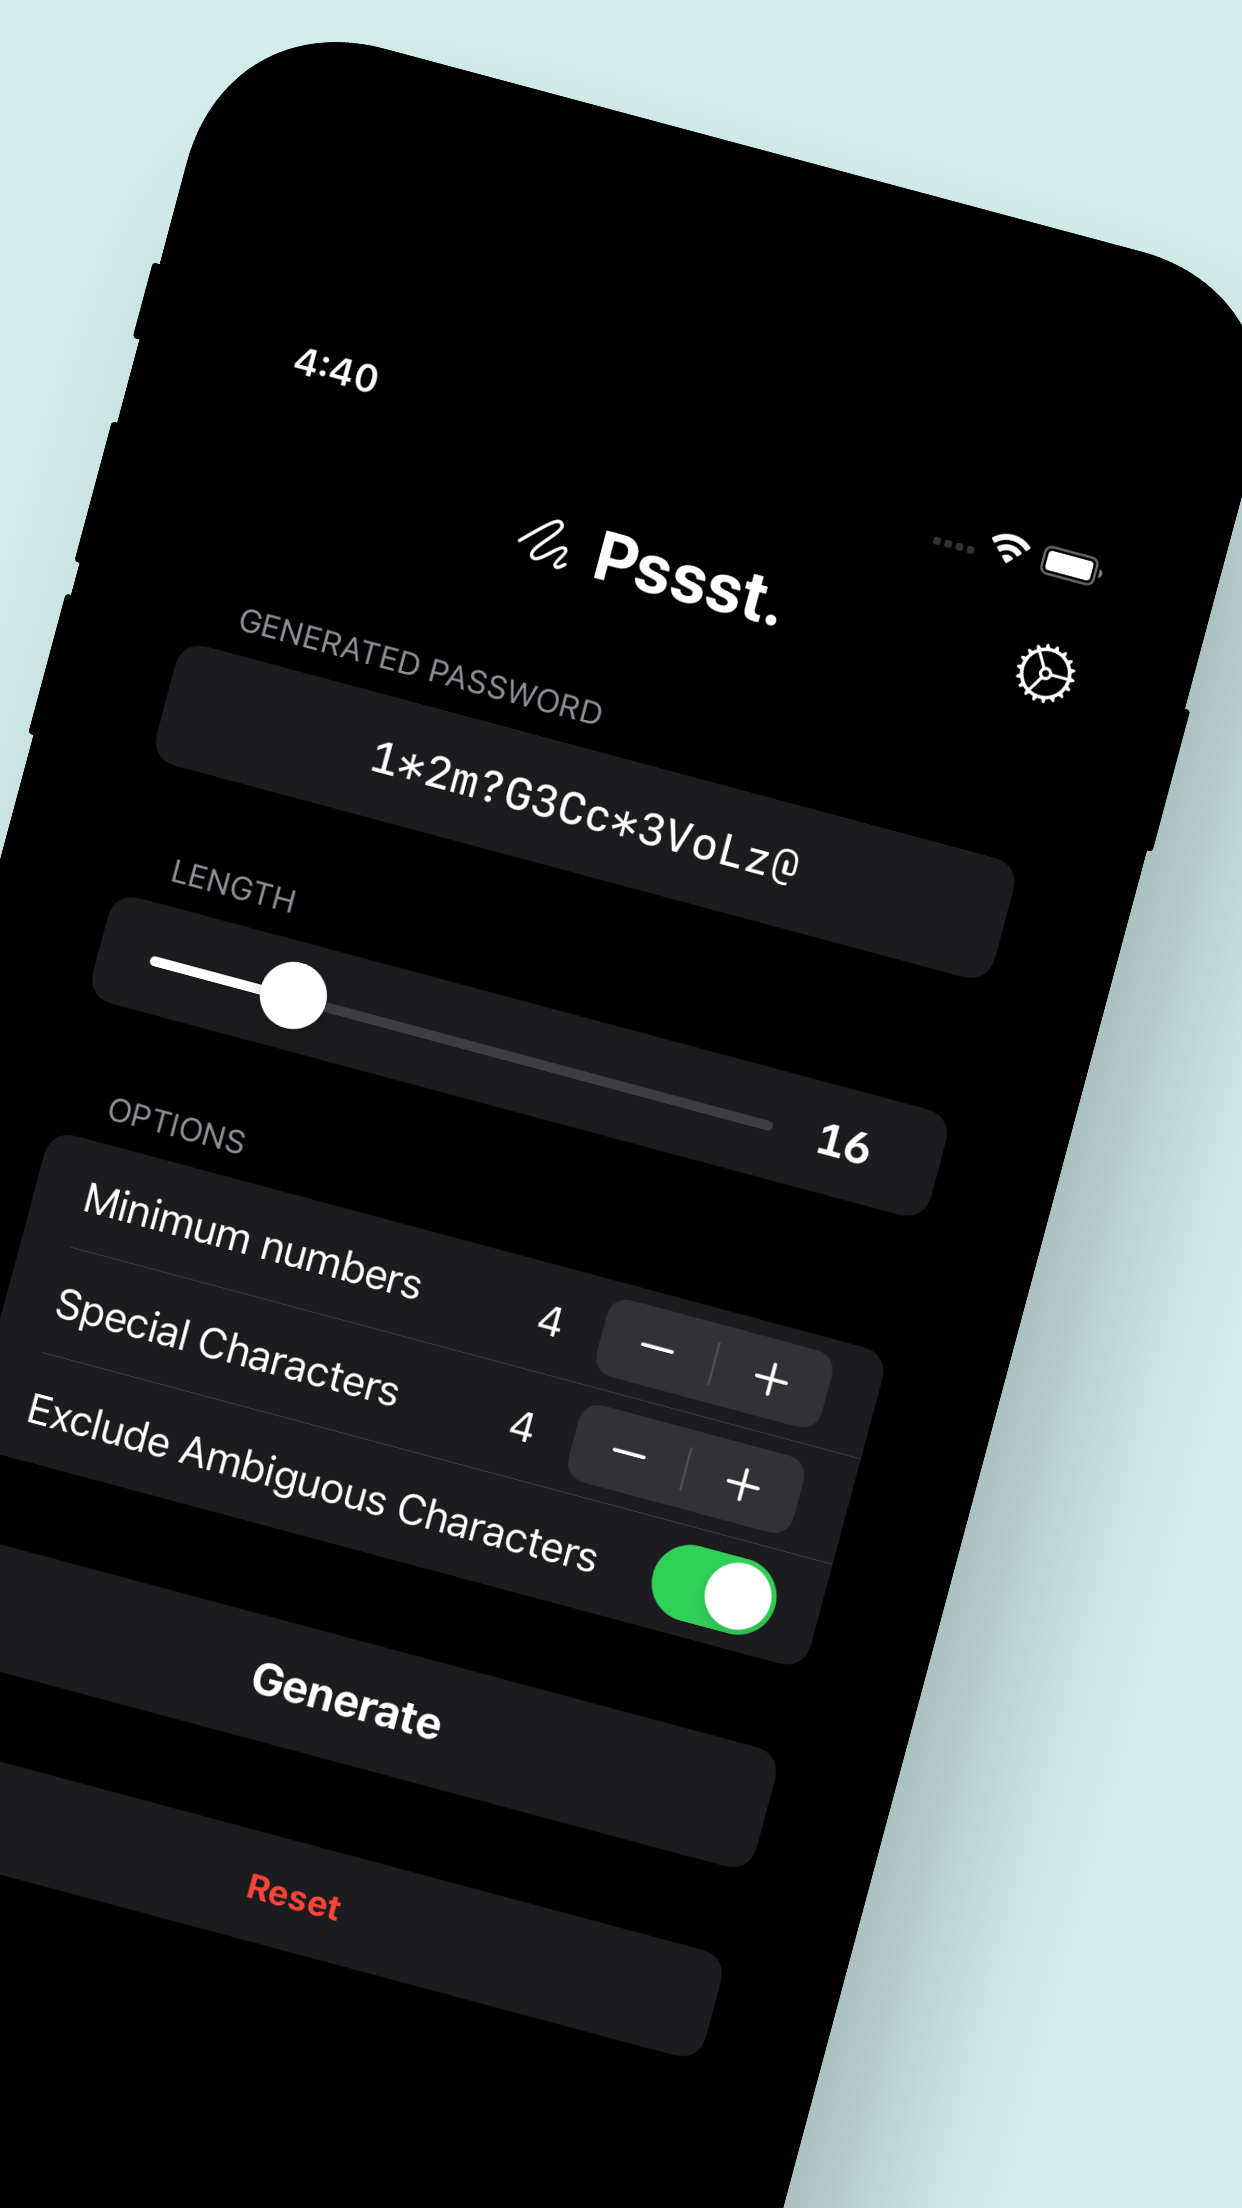 4:40
Pssst.
GENERATED PASSWORD
1*2m?G3Cc*3VoLz@
LENGTH
16
OPTIONS
Minimum numbers 4 − +
Special Characters 4 − +
Exclude Ambiguous Characters
Generate
Reset